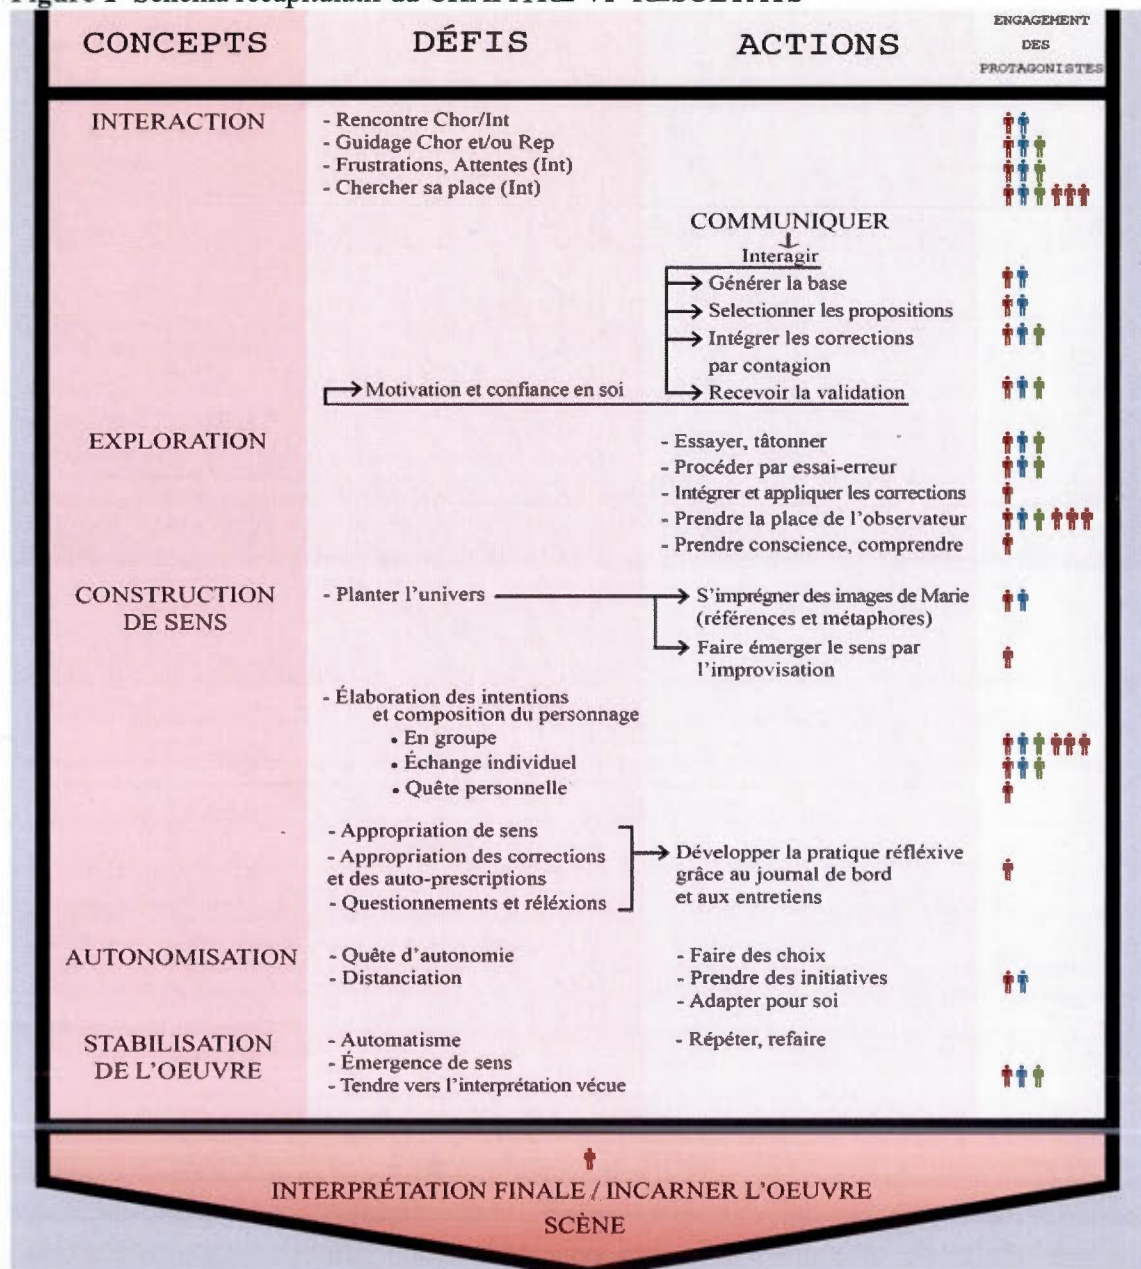 CONCEPTS
DÉFIS
ACTIONS
ENGAGEMENT
DES
PROTAGONISTES
INTERACTION
- Rencontre Chor/Int
- Guidage Chor et/ou Rep
- Frustrations, Attentes (Int)
- Chercher sa place (Int)
COMMUNIQUER
Interagir
Générer la base
Selectionner les propositions
Intégrer les corrections
par contagion
Motivation et confiance en soi
Recevoir la validation
EXPLORATION
- Essayer, tâtonner
- Procéder par essai-erreur
- Intégrer et appliquer les corrections
- Prendre la place de l'observateur
- Prendre conscience, comprendre
CONSTRUCTION
DE SENS
- Planter l'univers
S'imprégner des images de Marie
(références et métaphores)
Faire émerger le sens par
l'improvisation
- Élaboration des intentions
et composition du personnage
• En groupe
• Échange individuel
• Quête personnelle
- Appropriation de sens
- Appropriation des corrections
et des auto-prescriptions
- Questionnements et réléxions
Développer la pratique réfléxive
grâce au journal de bord
et aux entretiens
AUTONOMISATION
- Quête d'autonomie
- Distanciation
- Faire des choix
- Prendre des initiatives
- Adapter pour soi
STABILISATION
DE L'OEUVRE
- Automatisme
- Émergence de sens
- Tendre vers l'interprétation vécue
- Répéter, refaire
INTERPRÉTATION FINALE / INCARNER L'OEUVRE
SCÈNE